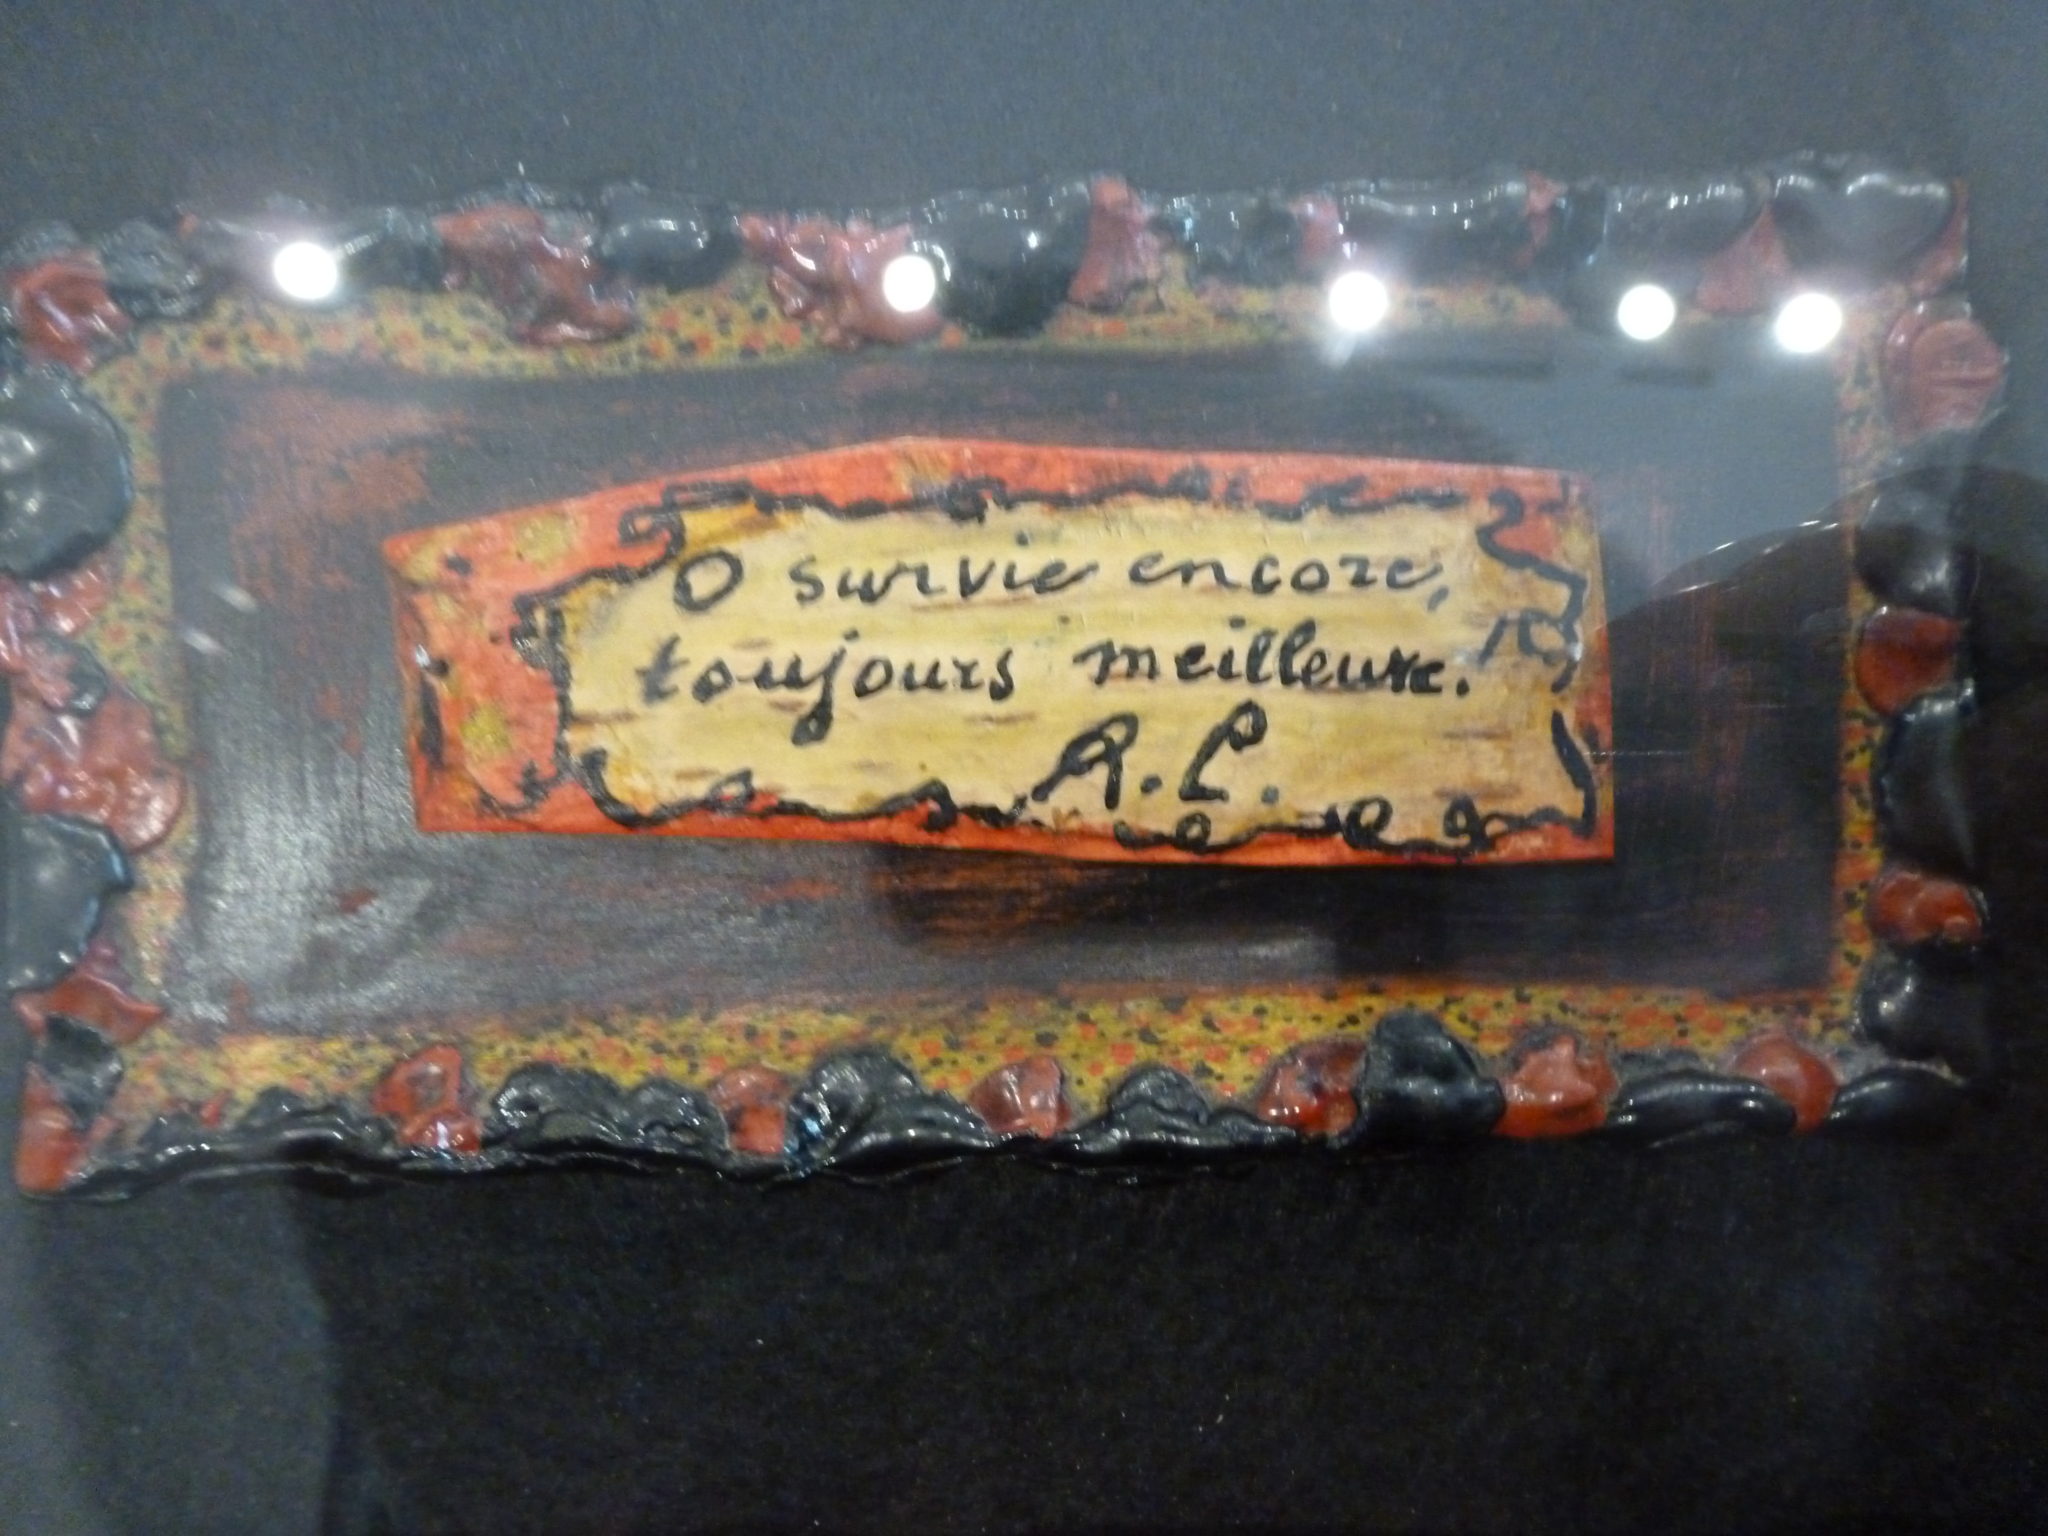 O survie encore,
toujours meilleure.
R.C.